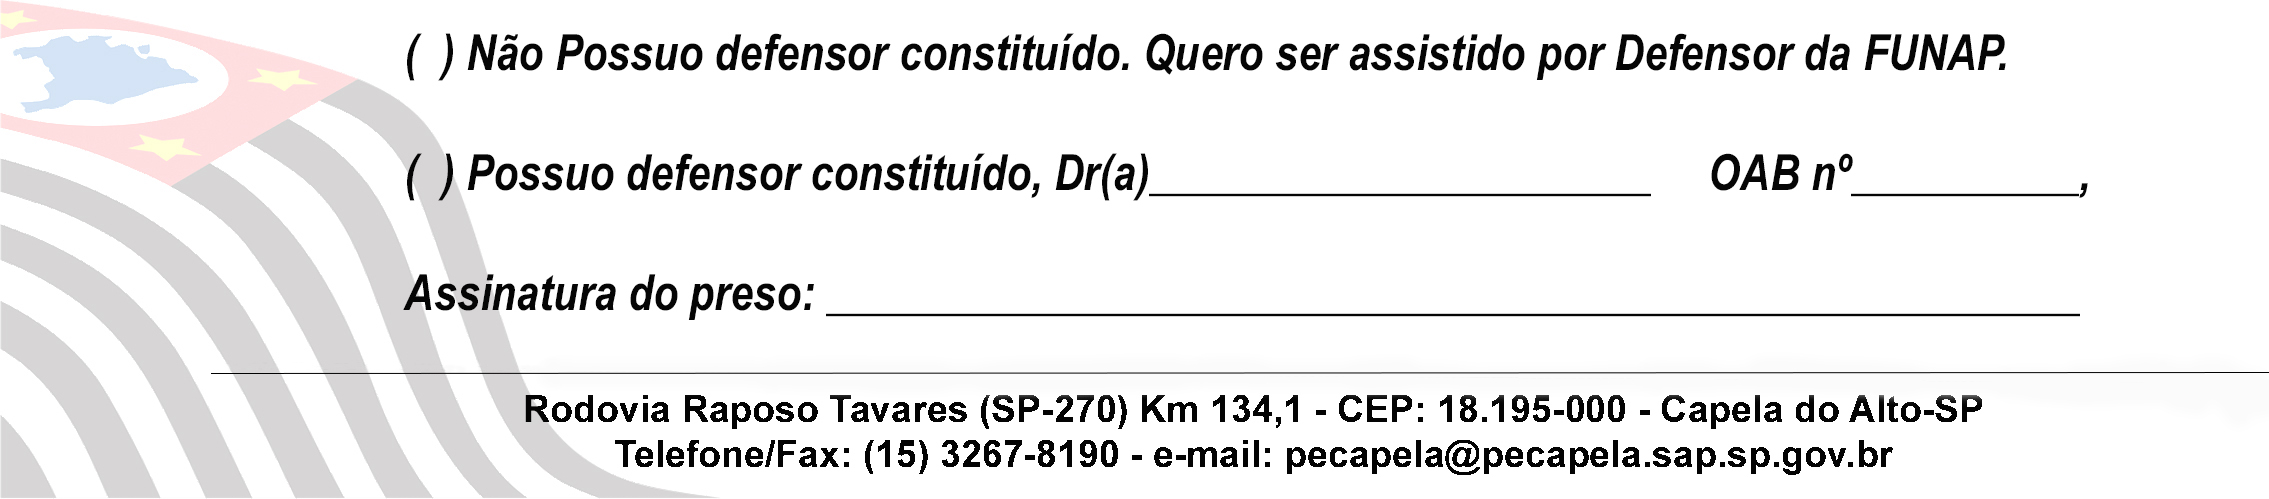 ( ) Não Possuo defensor constituído. Quero ser assistido por Defensor da FUNAP.
( ) Possuo defensor constituído, Dr(a)______________________ OAB nº__________,
Assinatura do preso: _______________________________________________________
Rodovia Raposo Tavares (SP-270) Km 134,1 - CEP: 18.195-000 - Capela do Alto-SP
Telefone/Fax: (15) 3267-8190 - e-mail: pecapela@pecapela.sap.sp.gov.br